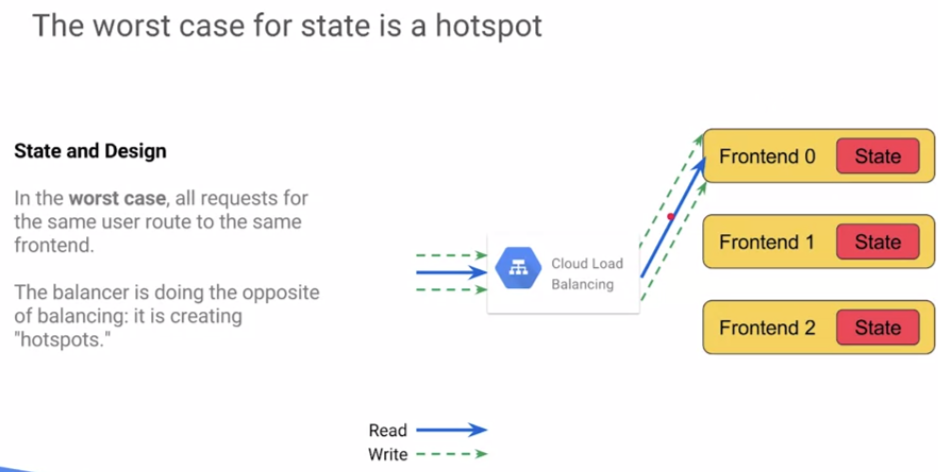 The worst case for state is a hotspot
State and Design
In the worst case, all requests for
the same user route to the same
frontend.
The balancer is doing the opposite
of balancing: it is creating
"hotspots."
Cloud Load
Balancing
Frontend 0 State
Frontend 1 State
Frontend 2 State
Read
Write